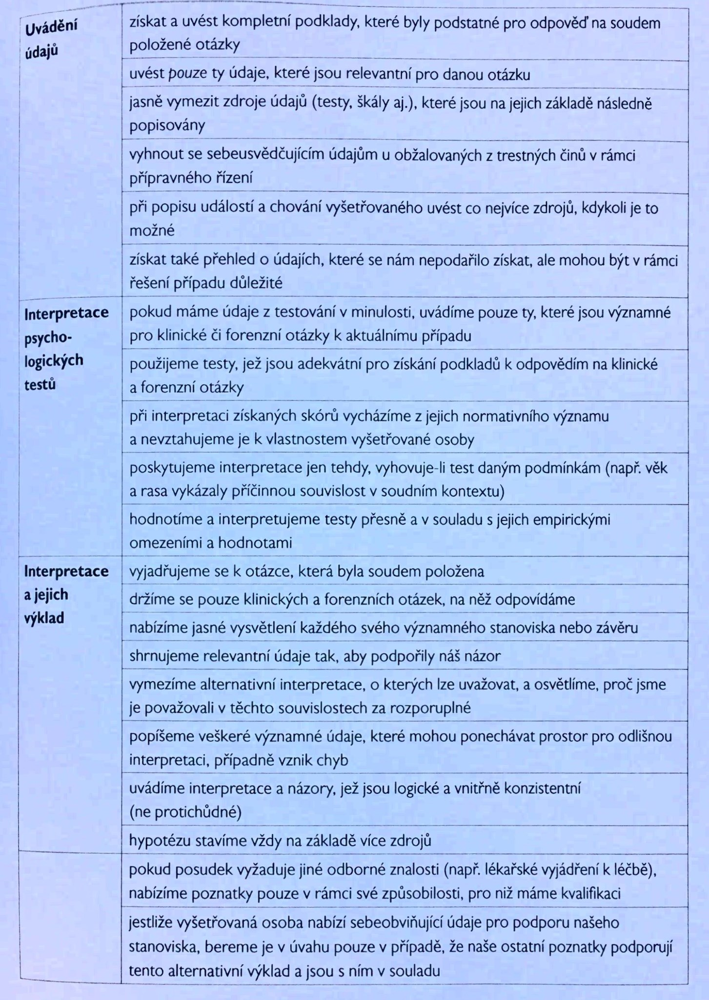 Uvádění
údajů
získat a uvést kompletní podklady, které byly podstatné pro odpověď na soudem
položené otázky
uvést pouze ty údaje, které jsou relevantní pro danou otázku
jasně vymezit zdroje údajů (testy, škály aj.), které jsou na jejich základě následně
popisovány
vyhnout se sebeusvědčujícím údajům u obžalovaných z trestných činů v rámci
přípravného řízení
při popisu událostí a chování vyšetřovaného uvést co nejvíce zdrojů, kdykoli je to
možné
získat také přehled o údajích, které se nám nepodařilo získat, ale mohou být v rámci
řešení případu důležité
Interpretace
psycho-
logických
testů
pokud máme údaje z testování v minulosti, uvádíme pouze ty, které jsou významné
pro klinické či forenzní otázky k aktuálnímu případu
použijeme testy, jež jsou adekvátní pro získání podkladů k odpovědím na klinické
a forenzní otázky
při interpretaci získaných skórů vycházíme z jejich normativního významu
a nevztahujeme je k vlastnostem vyšetřované osoby
poskytujeme interpretace jen tehdy, vyhovuje-li test daným podmínkám (např. věk
a rasa vykázaly příčinnou souvislost v soudním kontextu)
hodnotíme a interpretujeme testy přesně a v souladu s jejich empirickými
omezeními a hodnotami
Interpretace
a jejich
výklad
vyjadřujeme se k otázce, která byla soudem položena
držíme se pouze klinických a forenzních otázek, na něž odpovídáme
nabízíme jasné vysvětlení každého svého významného stanoviska nebo závěru
shrnujeme relevantní údaje tak, aby podpořily náš názor
vymezíme alternativní interpretace, o kterých lze uvažovat, a osvětlíme, proč jsme
je považovali v těchto souvislostech za rozporuplné
popíšeme veškeré významné údaje, které mohou ponechávat prostor pro odlišnou
interpretaci, případně vznik chyb
uvádíme interpretace a názory, jež jsou logické a vnitřně konzistentní
(ne protichůdné)
hypotézu stavíme vždy na základě více zdrojů
pokud posudek vyžaduje jiné odborné znalosti (např. lékařské vyjádření k léčbě),
nabízíme poznatky pouze v rámci své způsobilosti, pro niž máme kvalifikaci
jestliže vyšetřovaná osoba nabízí sebeobviňující údaje pro podporu našeho
stanoviska, bereme je v úvahu pouze v případě, že naše ostatní poznatky podporují
tento alternativní výklad a jsou s ním v souladu